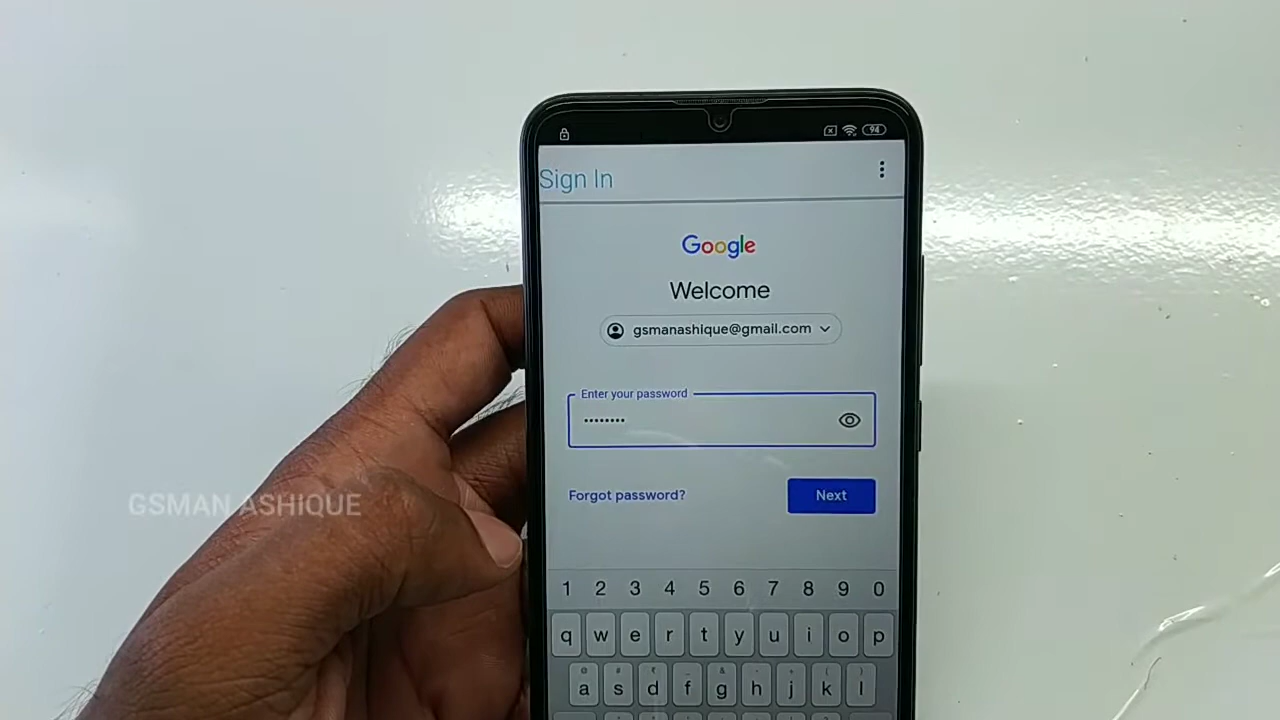 94
Sign In
Google
Welcome
gsmanashique@gmail.com
Enter your password
••••••••
Forgot password? Next
GSMAN ASHIQUE
1 2 3 4 5 6 7 8 9 0
q w e r t y u i o p
a s d f g h j k l